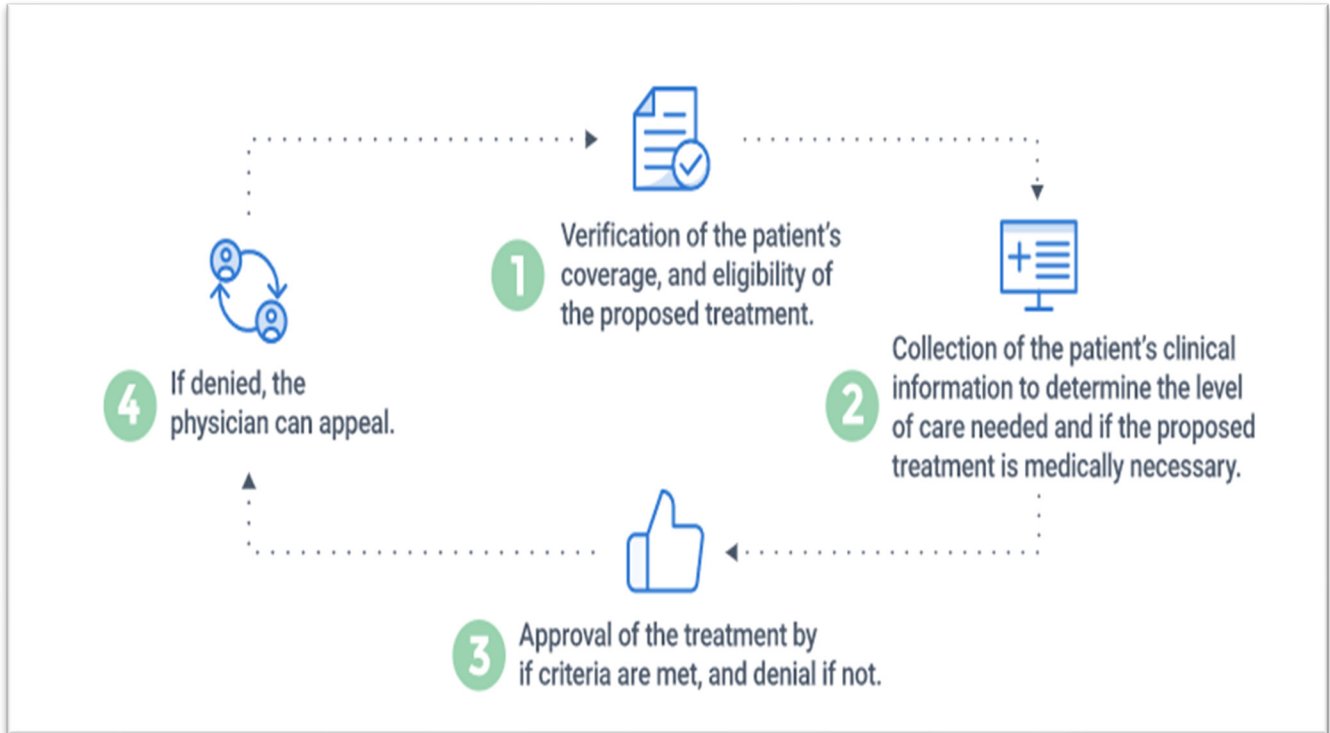 1
Verification of the patient’s
coverage, and eligibility of
the proposed treatment.
2
Collection of the patient’s clinical
information to determine the level
of care needed and if the proposed
treatment is medically necessary.
3
Approval of the treatment by
if criteria are met, and denial if not.
4
If denied, the
physician can appeal.